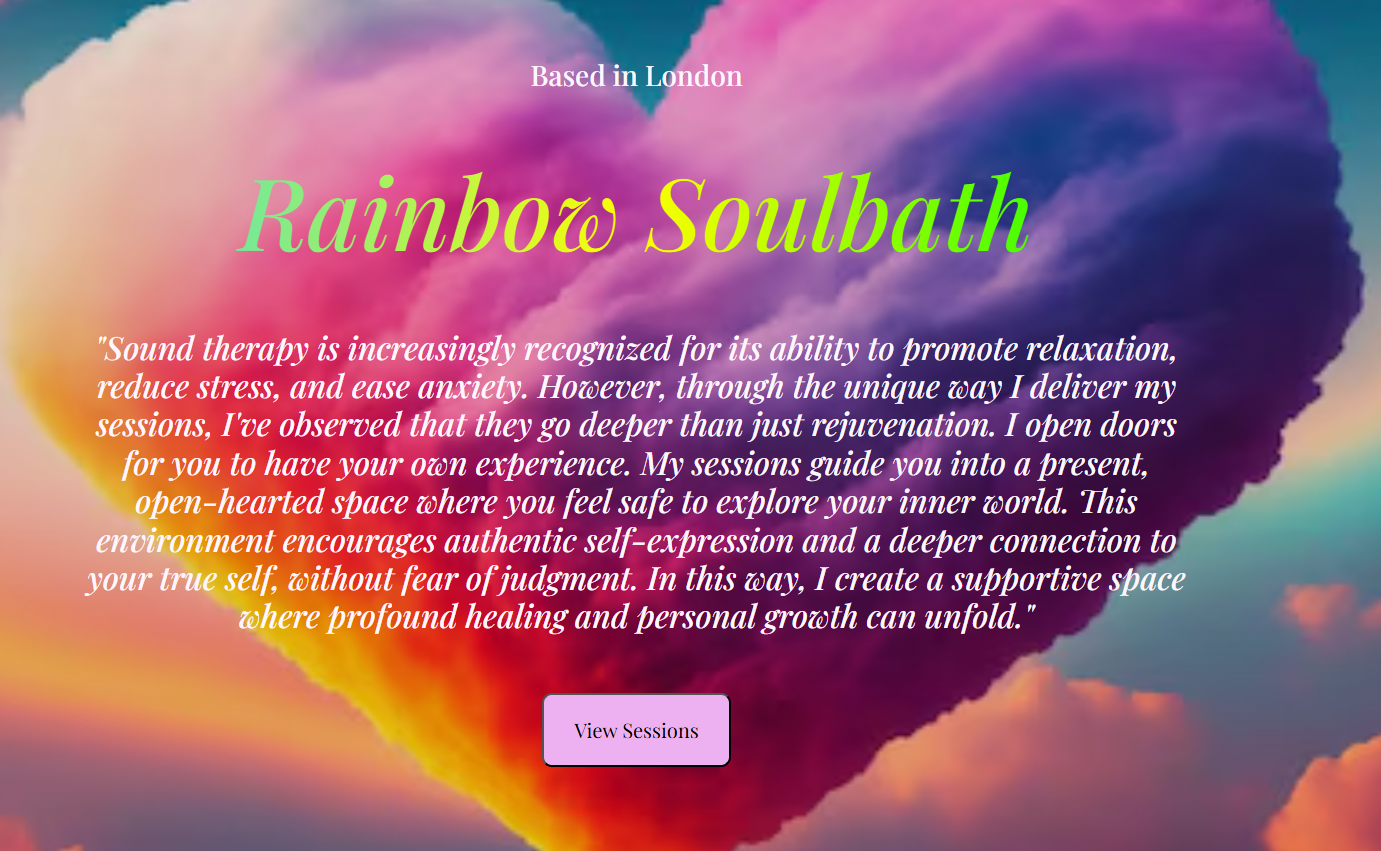 Based in London
Rainbow Soulbath
"Sound therapy is increasingly recognized for its ability to promote relaxation,
reduce stress, and ease anxiety. However, through the unique way I deliver my
sessions, I've observed that they go deeper than just rejuvenation. I open doors
for you to have your own experience. My sessions guide you into a present,
open-hearted space where you feel safe to explore your inner world. This
environment encourages authentic self-expression and a deeper connection to
your true self, without fear of judgment. In this way, I create a supportive space
where profound healing and personal growth can unfold."
View Sessions